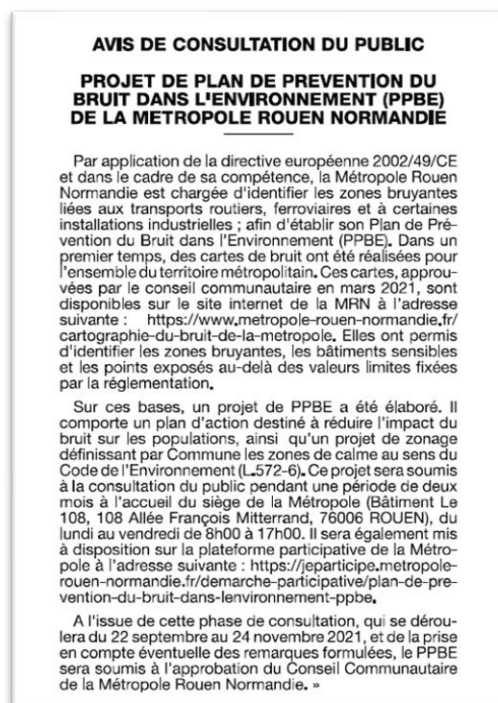 AVIS DE CONSULTATION DU PUBLIC
PROJET DE PLAN DE PREVENTION DU
BRUIT DANS L'ENVIRONNEMENT (PPBE)
DE LA METROPOLE ROUEN NORMANDIE
Par application de la directive européenne 2002/49/CE
et dans le cadre de sa compétence, la Métropole Rouen
Normandie est chargée d'identifier les zones bruyantes
liées aux transports routiers, ferroviaires et à certaines
installations industrielles ; afin d'établir son Plan de Pré-
vention du Bruit dans l'Environnement (PPBE). Dans un
premier temps, des cartes de bruit ont été réalisées pour
l'ensemble du territoire métropolitain. Ces cartes, approu-
vées par le conseil communautaire en mars 2021, sont
disponibles sur le site internet de la MRN à l'adresse
suivante : https://www.metropole-rouen-normandie.fr/
cartographie-du-bruit-de-la-metropole. Elles ont permis
d'identifier les zones bruyantes, les bâtiments sensibles
et les points exposés au-delà des valeurs limites fixées
par la réglementation.
Sur ces bases, un projet de PPBE a été élaboré. Il
comporte un plan d'action destiné à réduire l'impact du
bruit sur les populations, ainsi qu'un projet de zonage
définissant par Commune les zones de calme au sens du
Code de l'Environnement (L.572-6). Ce projet sera soumis
à la consultation du public pendant une période de deux
mois à l'accueil du siège de la Métropole (Bâtiment Le
108, 108 Allée François Mitterrand, 76006 ROUEN), du
lundi au vendredi de 8h00 à 17h00. Il sera également mis
à disposition sur la plateforme participative de la Métro-
pole à l'adresse suivante : https://jeparticipe.metropole-
rouen-normandie.fr/demarche-participative/plan-de-pre-
vention-du-bruit-dans-lenvironnement-ppbe.
A l'issue de cette phase de consultation, qui se dérou-
lera du 22 septembre au 24 novembre 2021, et de la prise
en compte éventuelle des remarques formulées, le PPBE
sera soumis à l'approbation du Conseil Communautaire
de la Métropole Rouen Normandie. »